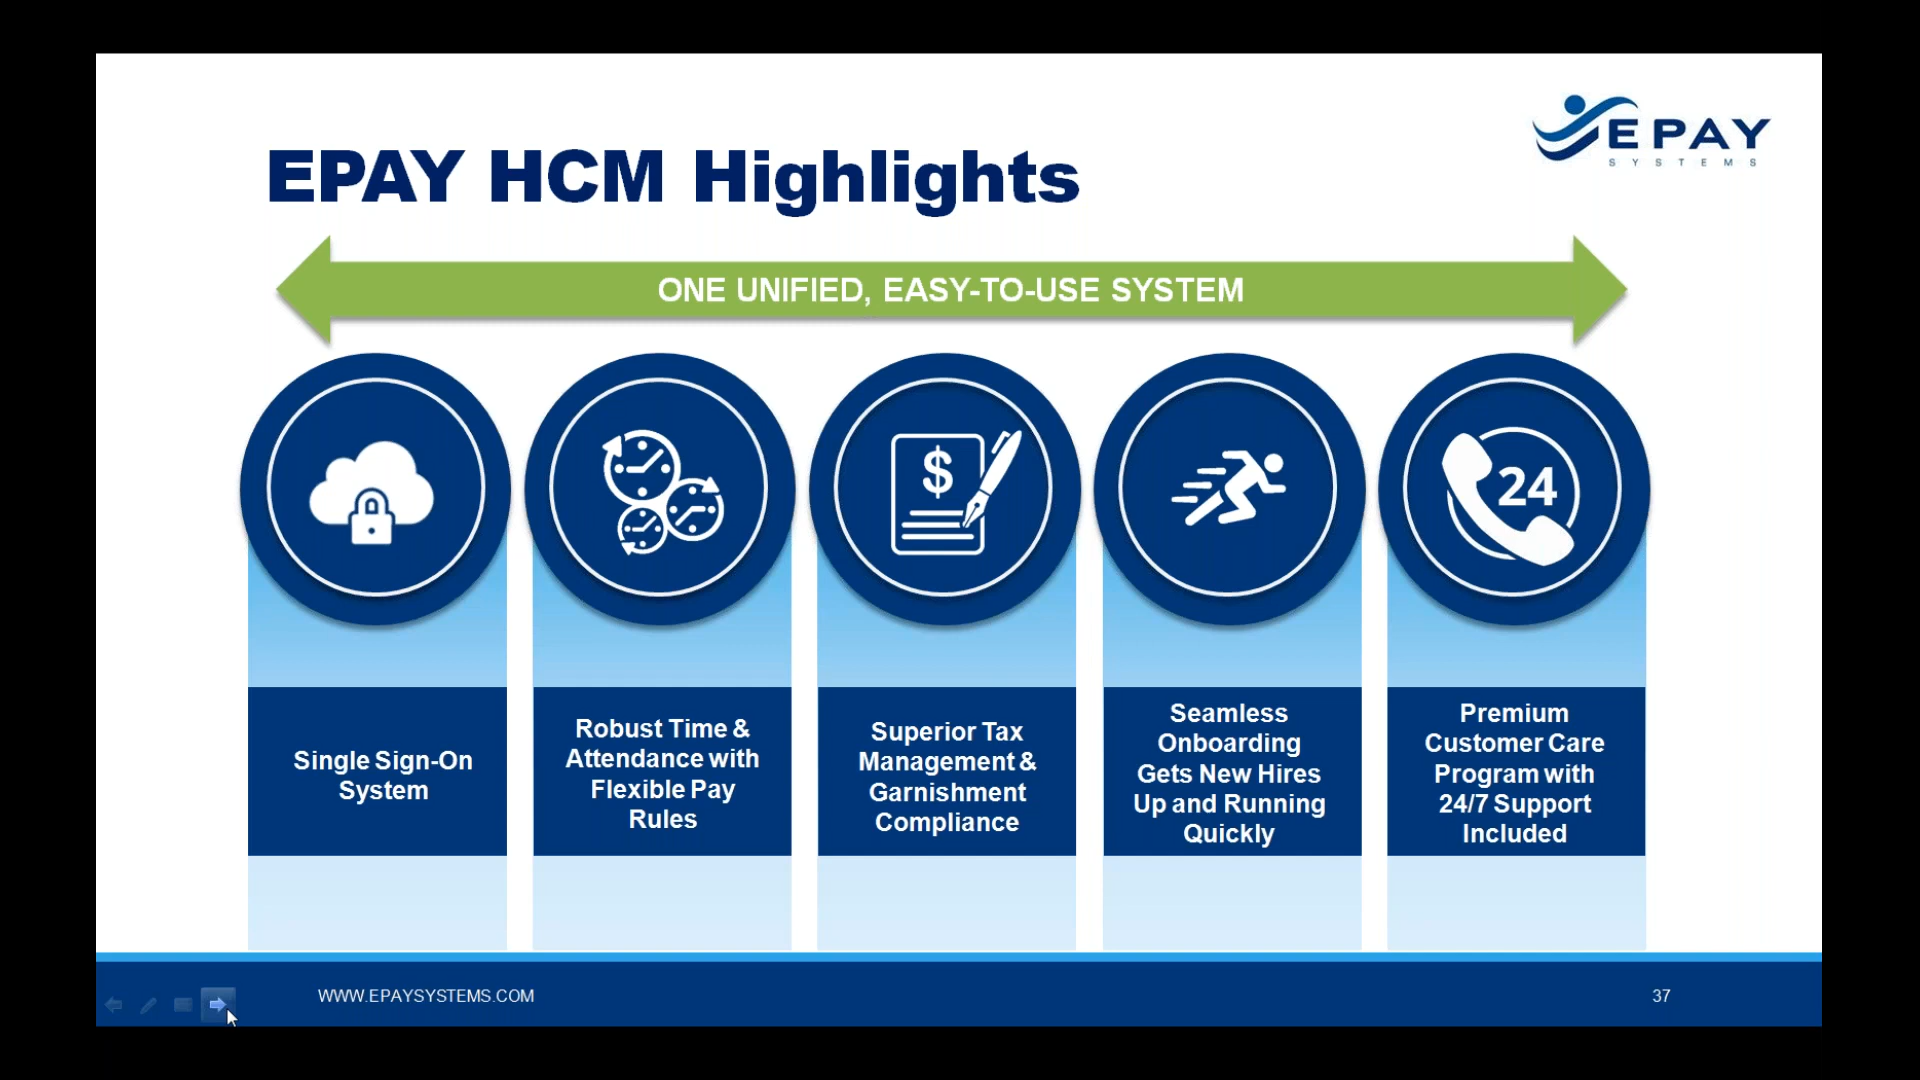 EPAY
SYSTEMS
EPAY HCM Highlights
ONE UNIFIED, EASY-TO-USE SYSTEM
$
24
Single Sign-On
System
Robust Time &
Attendance with
Flexible Pay
Rules
Superior Tax
Management &
Garnishment
Compliance
Seamless
Onboarding
Gets New Hires
Up and Running
Quickly
Premium
Customer Care
Program with
24/7 Support
Included
WWW.EPAYSYSTEMS.COM
37